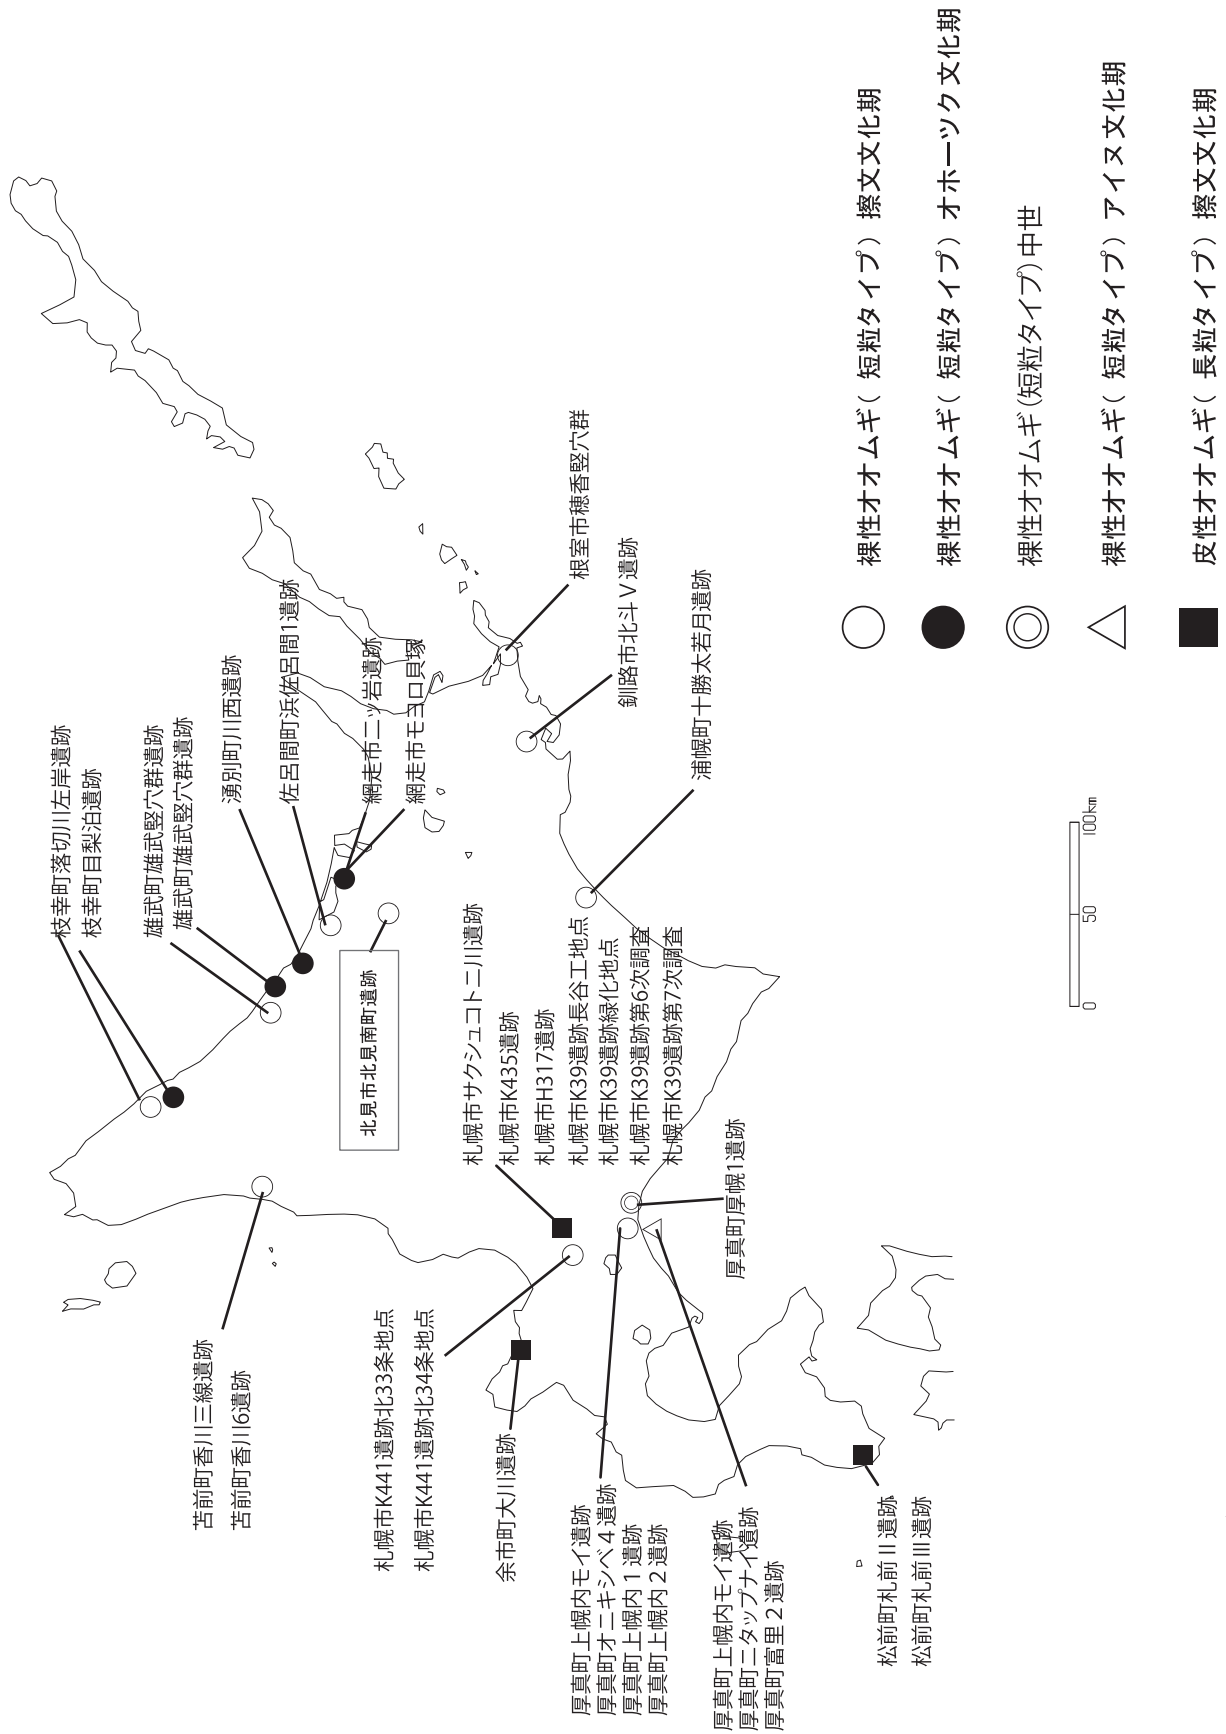 枝幸町落切川左岸遺跡
枝幸町目梨泊遺跡
雄武町雄武竪穴群遺跡
雄武町雄武竪穴群遺跡
湧別町川西遺跡
佐呂間町浜佐呂間1遺跡
網走市二ッ岩遺跡
網走市モヨロ貝塚
根室市穂香竪穴群
釧路市北斗Ⅴ遺跡
浦幌町十勝太若月遺跡
北見市北見南町遺跡
札幌市サクシュコトニ川遺跡
札幌市K435遺跡
札幌市H317遺跡
札幌市K39遺跡長谷工地点
札幌市K39遺跡緑化地点
札幌市K39遺跡第6次調査
札幌市K39遺跡第7次調査
厚真町厚幌1遺跡
苫前町香川三線遺跡
苫前町香川6遺跡
札幌市K441遺跡北33条地点
札幌市K441遺跡北34条地点
余市町大川遺跡
厚真町上幌内モイ遺跡
厚真町オニキシベ４遺跡
厚真町上幌内１遺跡
厚真町上幌内２遺跡
厚真町上幌内モイ遺跡
厚真町ニタップナイ遺跡
厚真町富里２遺跡
松前町札前Ⅱ遺跡
松前町札前Ⅲ遺跡
裸性オオムギ（短粒タイプ）擦文文化期
裸性オオムギ（短粒タイプ）オホーツク文化期
裸性オオムギ(短粒タイプ)中世
裸性オオムギ（短粒タイプ）アイヌ文化期
皮性オオムギ（長粒タイプ）擦文文化期
0 50 100km